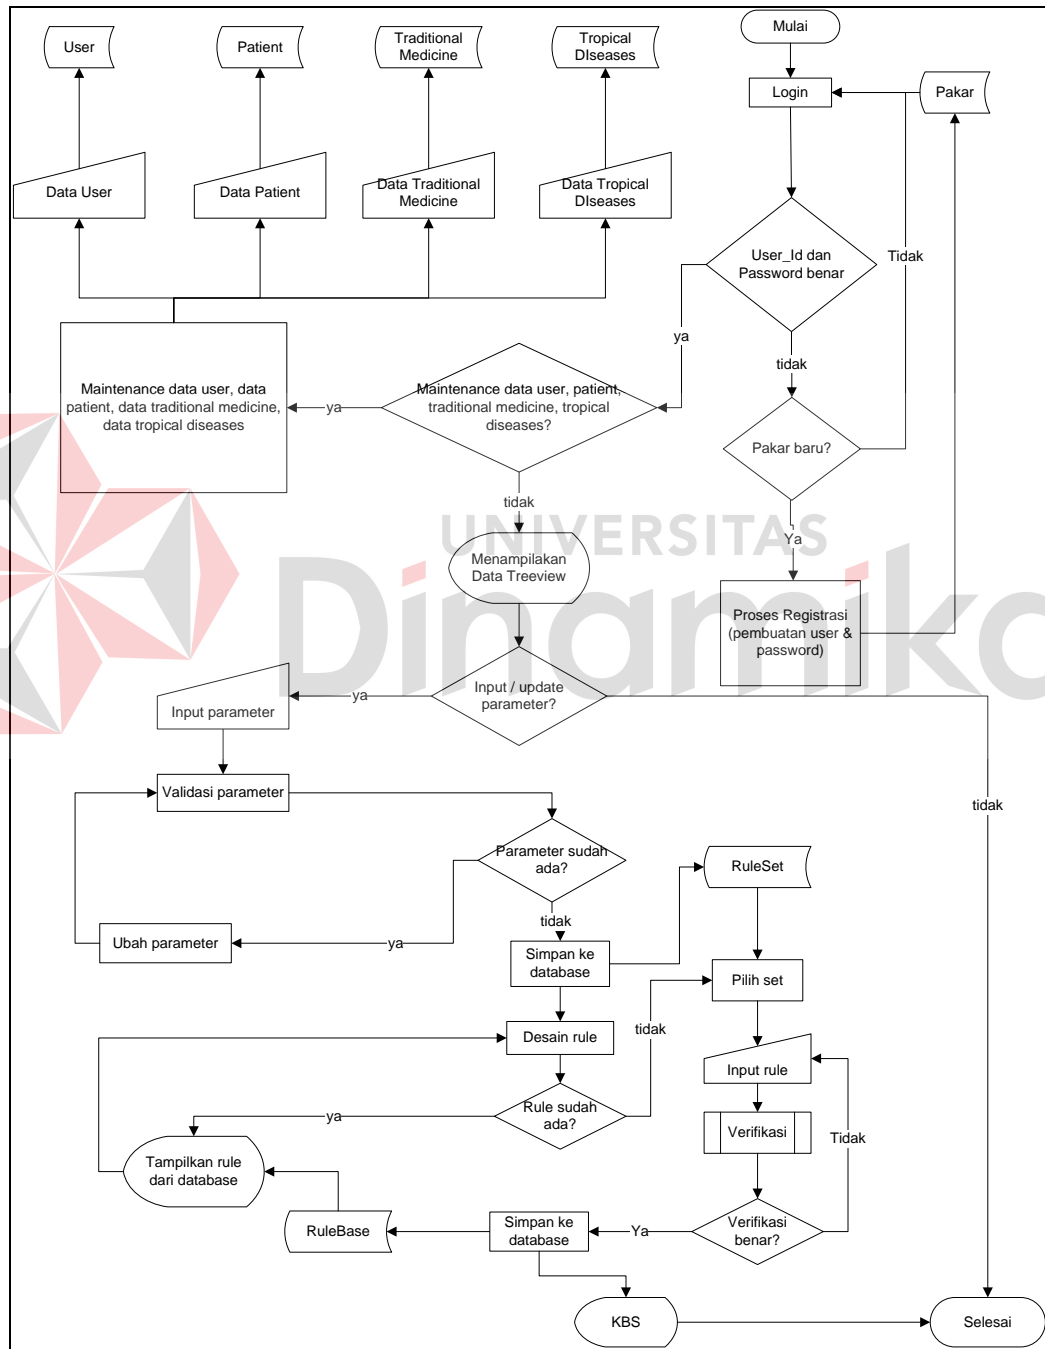 User
Patient
Traditional
Medicine
Tropical
DIseases
Mulai
Login
Pakar
Data User
Data Patient
Data Traditional
Medicine
Data Tropical
DIseases
User_Id dan
Password benar
Tidak
ya
tidak
Maintenance data user, data
patient, data traditional medicine,
data tropical diseases
ya
Maintenance data user, patient,
traditional medicine, tropical
diseases?
Pakar baru?
tidak
Ya
UNIVERSITAS
Dinamika
Menampilakan
Data Treeview
Proses Registrasi
(pembuatan user &
password)
Input parameter
ya
Input / update
parameter?
tidak
Validasi parameter
Parameter sudah
ada?
RuleSet
tidak
Ubah parameter
ya
Simpan ke
database
Pilih set
Desain rule
tidak
Input rule
ya
Rule sudah
ada?
Verifikasi
Tidak
Tampilkan rule
dari database
RuleBase
Simpan ke
database
Ya
Verifikasi
benar?
KBS
Selesai